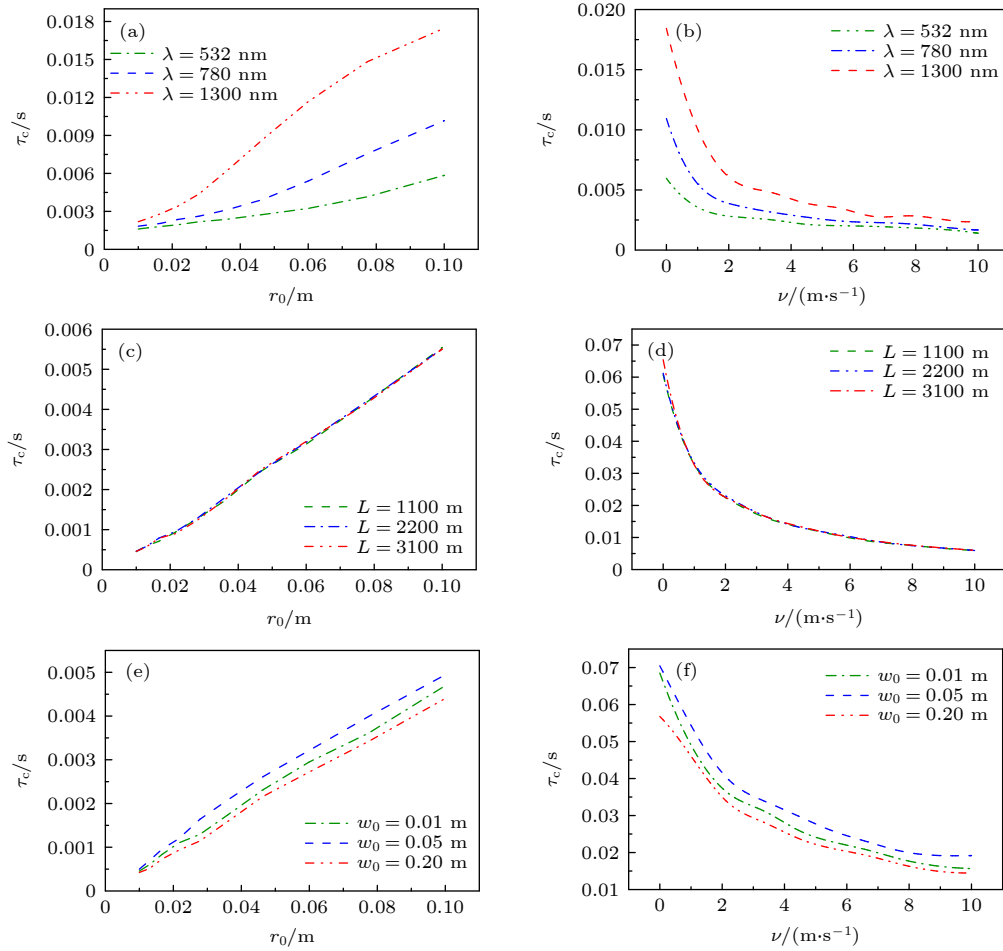 (a)
λ = 532 nm
λ = 780 nm
λ = 1300 nm
0.018
0.015
0.012
0.009
0.006
0.003
0
τc/s
0 0.02 0.04 0.06 0.08 0.10
r0/m
(b)
λ = 532 nm
λ = 780 nm
λ = 1300 nm
0.020
0.015
0.010
0.005
0
τc/s
0 2 4 6 8 10
ν/(m·s⁻¹)
(c)
0.006
0.005
0.004
0.003
0.002
0.001
0
τc/s
L = 1100 m
L = 2200 m
L = 3100 m
0 0.02 0.04 0.06 0.08 0.10
r0/m
(d)
L = 1100 m
L = 2200 m
L = 3100 m
0.07
0.06
0.05
0.04
0.03
0.02
0.01
0
τc/s
0 2 4 6 8 10
ν/(m·s⁻¹)
(e)
0.005
0.004
0.003
0.002
0.001
0
τc/s
w0 = 0.01 m
w0 = 0.05 m
w0 = 0.20 m
0 0.02 0.04 0.06 0.08 0.10
r0/m
(f)
w0 = 0.01 m
w0 = 0.05 m
w0 = 0.20 m
0.07
0.06
0.05
0.04
0.03
0.02
0.01
τc/s
0 2 4 6 8 10
ν/(m·s⁻¹)